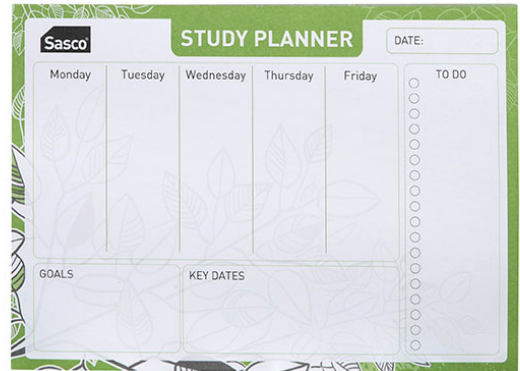 Sasco
STUDY PLANNER
DATE:
Monday Tuesday Wednesday Thursday Friday
TO DO
GOALS
KEY DATES